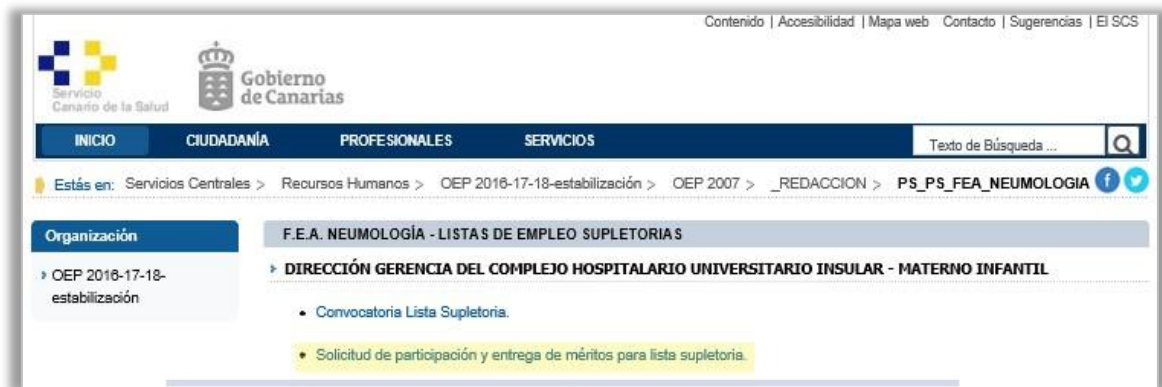 Contenido | Accesibilidad | Mapa web Contacto | Sugerencias | El SCS
Servicio
Canario de la Salud
Gobierno
de Canarias
INICIO CIUDADANÍA PROFESIONALES SERVICIOS Texto de Búsqueda ...
Estás en: Servicios Centrales > Recursos Humanos > OEP 2016-17-18-estabilización > OEP 2007 > _REDACCION > PS_PS_FEA_NEUMOLOGIA
Organización
OEP 2016-17-18-
estabilización
F.E.A. NEUMOLOGÍA - LISTAS DE EMPLEO SUPLETORIAS
DIRECCIÓN GERENCIA DEL COMPLEJO HOSPITALARIO UNIVERSITARIO INSULAR - MATERNO INFANTIL
• Convocatoria Lista Supletoria.
• Solicitud de participación y entrega de méritos para lista supletoria.